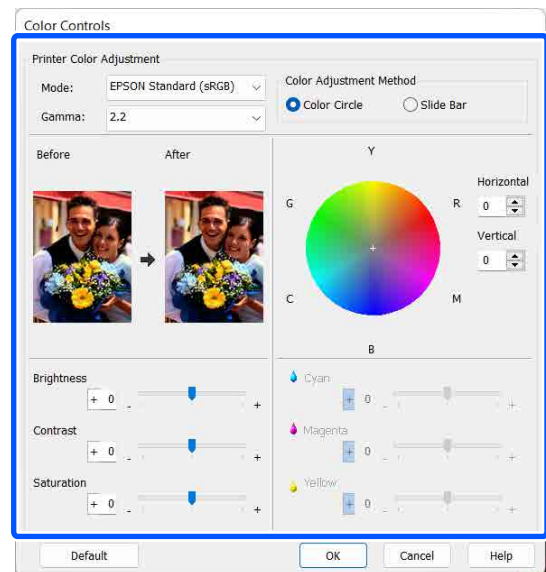 Color Controls
Printer Color Adjustment
Mode: EPSON Standard (sRGB)
Gamma: 2.2
Color Adjustment Method
Color Circle Slide Bar
Before After
Y
G R
C M
B
Horizontal
0
Vertical
0
Brightness
+ 0 - +
Contrast
+ 0 - +
Saturation
+ 0 - +
Cyan
+ 0 - +
Magenta
+ 0 - +
Yellow
+ 0 - +
Default OK Cancel Help